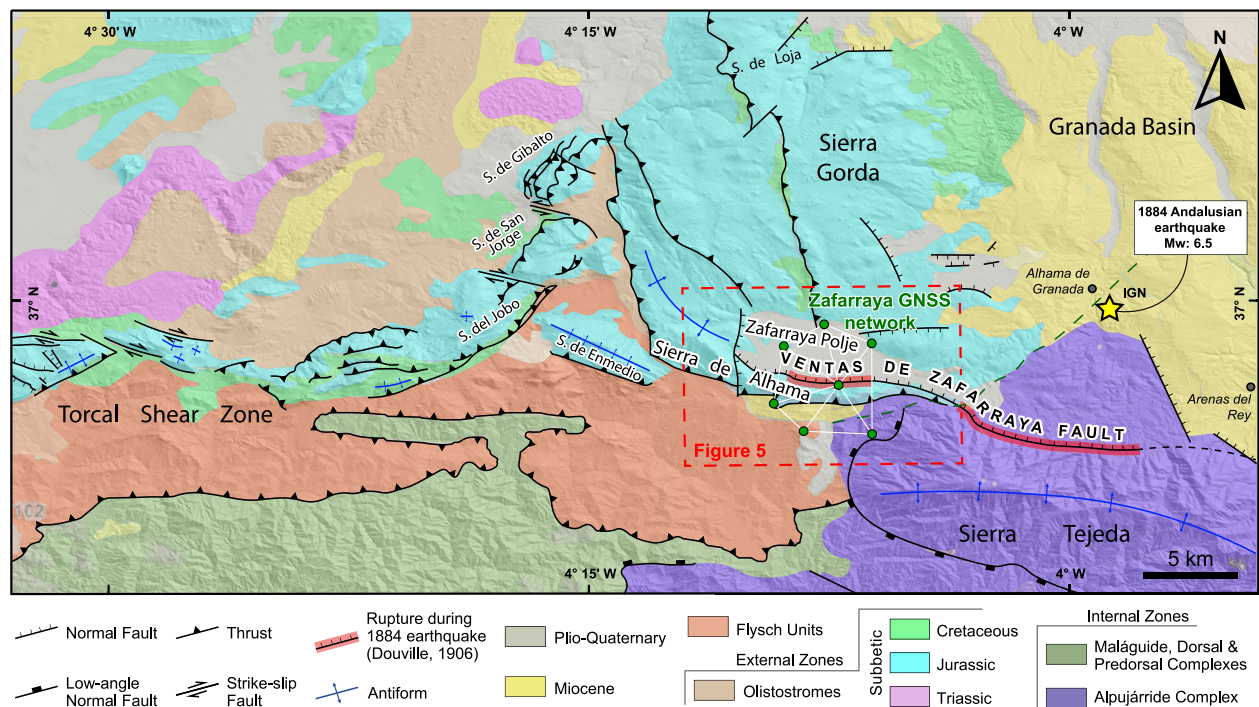 4° 30' W
4° 15' W
4° W
N
S. de Loja
Granada Basin
S. de Gibalto
Sierra
Gorda
1884 Andalusian
earthquake
Mw: 6.5
S. de San
Jorge
Alhama de
Granada
IGN
37° N
37° N
Zafarraya GNSS
network
S. del Jobo
Zafarraya Polje
S. de Enmedio
Sierra de Alhama
VENTAS DE ZAFARRAYA FAULT
Arenas del
Rey
Torcal Shear Zone
Figure 5
1C2
Sierra Tejeda
5 km
4° 15' W
4° W
Normal Fault
Thrust
Rupture during
1884 earthquake
(Douville, 1906)
Plio-Quaternary
Flysch Units
Cretaceous
Internal Zones
External Zones
Subbetic
Jurassic
Maláguide, Dorsal &
Predorsal Complexes
Low-angle
Normal Fault
Strike-slip
Fault
Antiform
Miocene
Olistostromes
Triassic
Alpujárride Complex